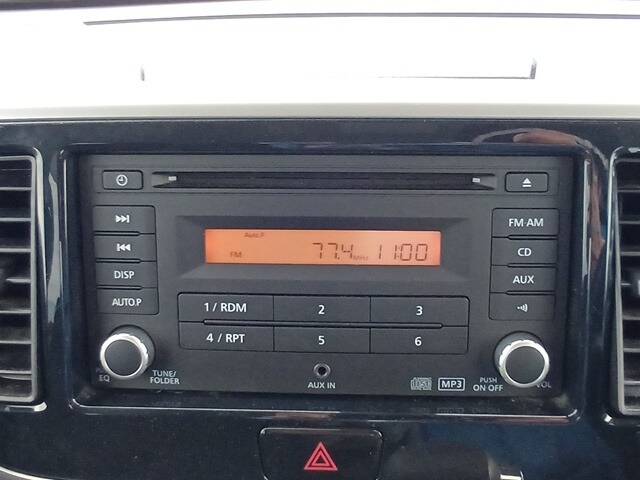 Auto.P
FM 77.4 MHz 11:00
FM AM
DISP
CD
AUTO.P
AUX
1 / RDM 2 3
4 / RPT 5 6
EQ
TUNE/
FOLDER
AUX IN
MP3
PUSH
ON OFF
VOL